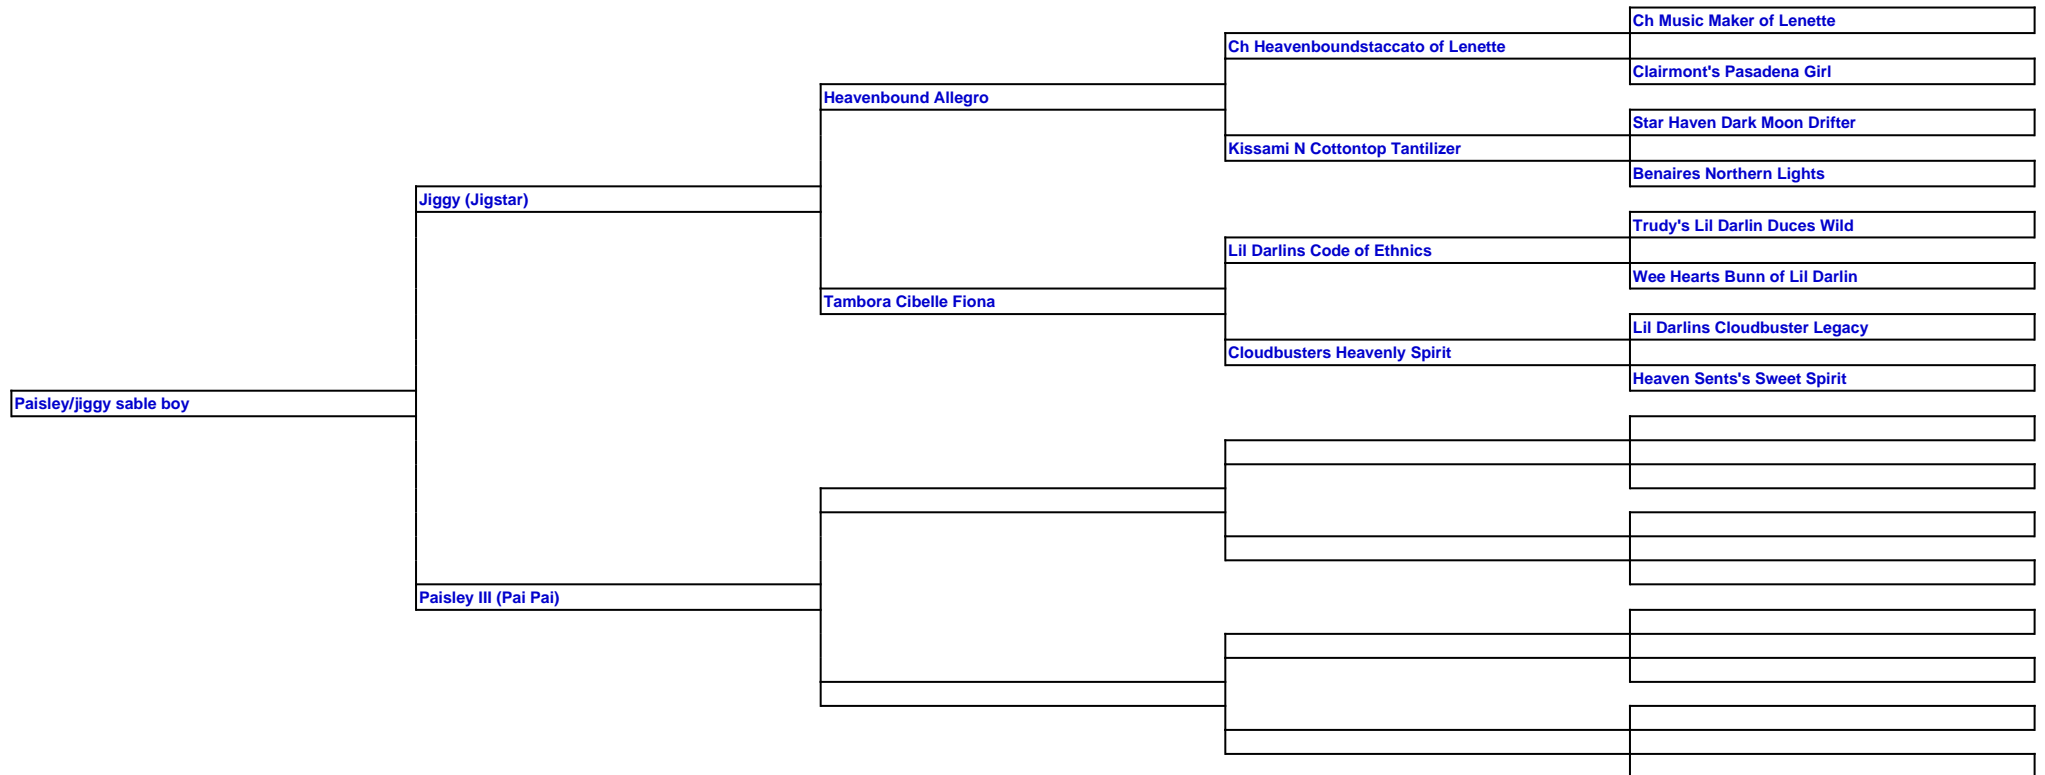 Ch Music Maker of Lenette
Ch Heavenboundstaccato of Lenette
Clairmont's Pasadena Girl
Heavenbound Allegro
Star Haven Dark Moon Drifter
Kissami N Cottontop Tantilizer
Benaires Northern Lights
Jiggy (Jigstar)
Trudy's Lil Darlin Duces Wild
Lil Darlins Code of Ethnics
Wee Hearts Bunn of Lil Darlin
Tambora Cibelle Fiona
Lil Darlins Cloudbuster Legacy
Cloudbusters Heavenly Spirit
Heaven Sents's Sweet Spirit
Paisley/jiggy sable boy
Paisley III (Pai Pai)